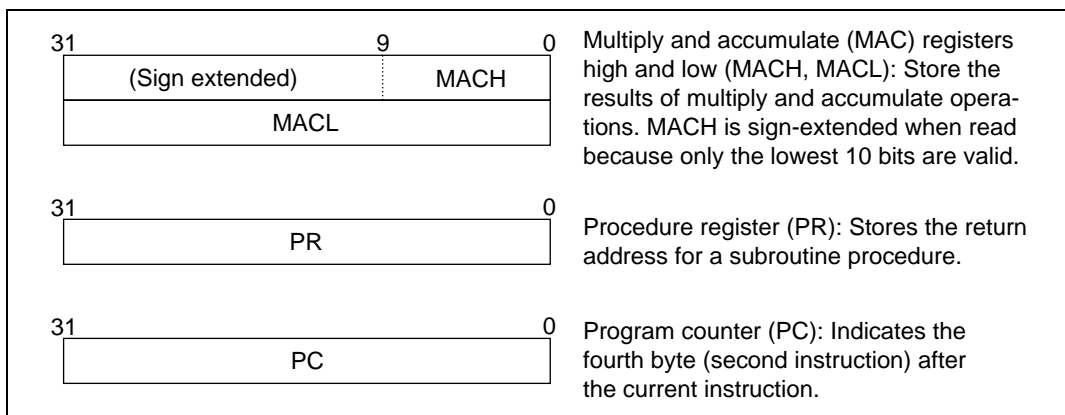 31 9 0
(Sign extended) MACH
MACL
Multiply and accumulate (MAC) registers
high and low (MACH, MACL): Store the
results of multiply and accumulate opera-
tions. MACH is sign-extended when read
because only the lowest 10 bits are valid.
31 0
PR
Procedure register (PR): Stores the return
address for a subroutine procedure.
31 0
PC
Program counter (PC): Indicates the
fourth byte (second instruction) after
the current instruction.